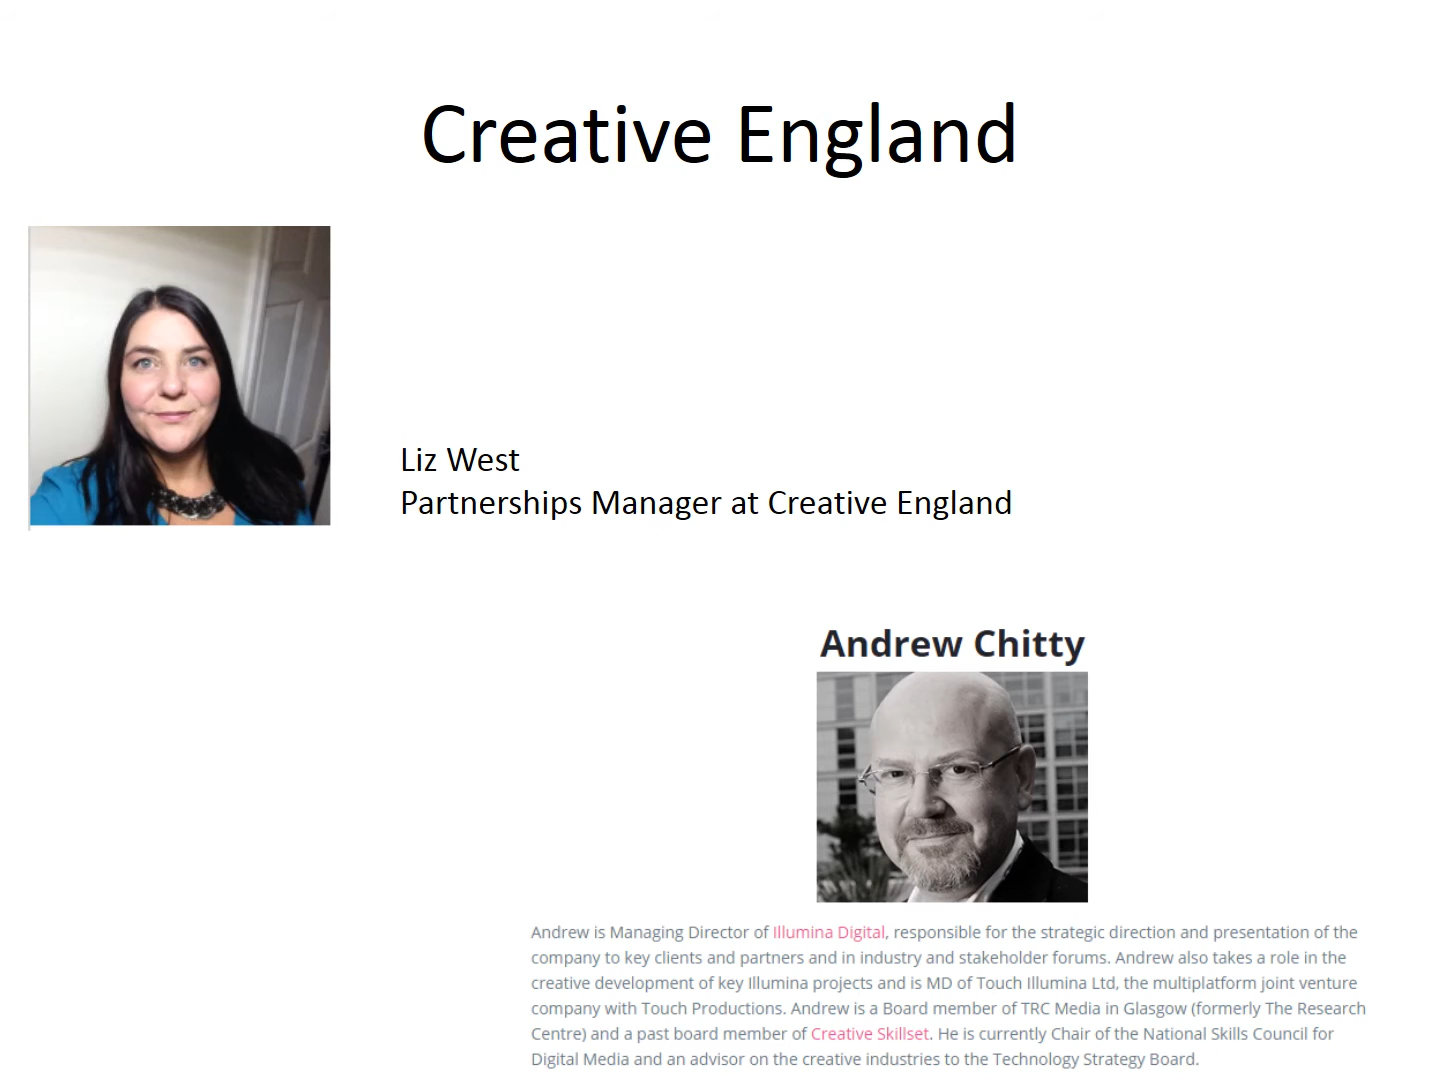 Creative England
Liz West
Partnerships Manager at Creative England
Andrew Chitty
Andrew is Managing Director of Illumina Digital, responsible for the strategic direction and presentation of the
company to key clients and partners and in industry and stakeholder forums. Andrew also takes a role in the
creative development of key Illumina projects and is MD of Touch Illumina Ltd, the multiplatform joint venture
company with Touch Productions. Andrew is a Board member of TRC Media in Glasgow (formerly The Research
Centre) and a past board member of Creative Skillset. He is currently Chair of the National Skills Council for
Digital Media and an advisor on the creative industries to the Technology Strategy Board.